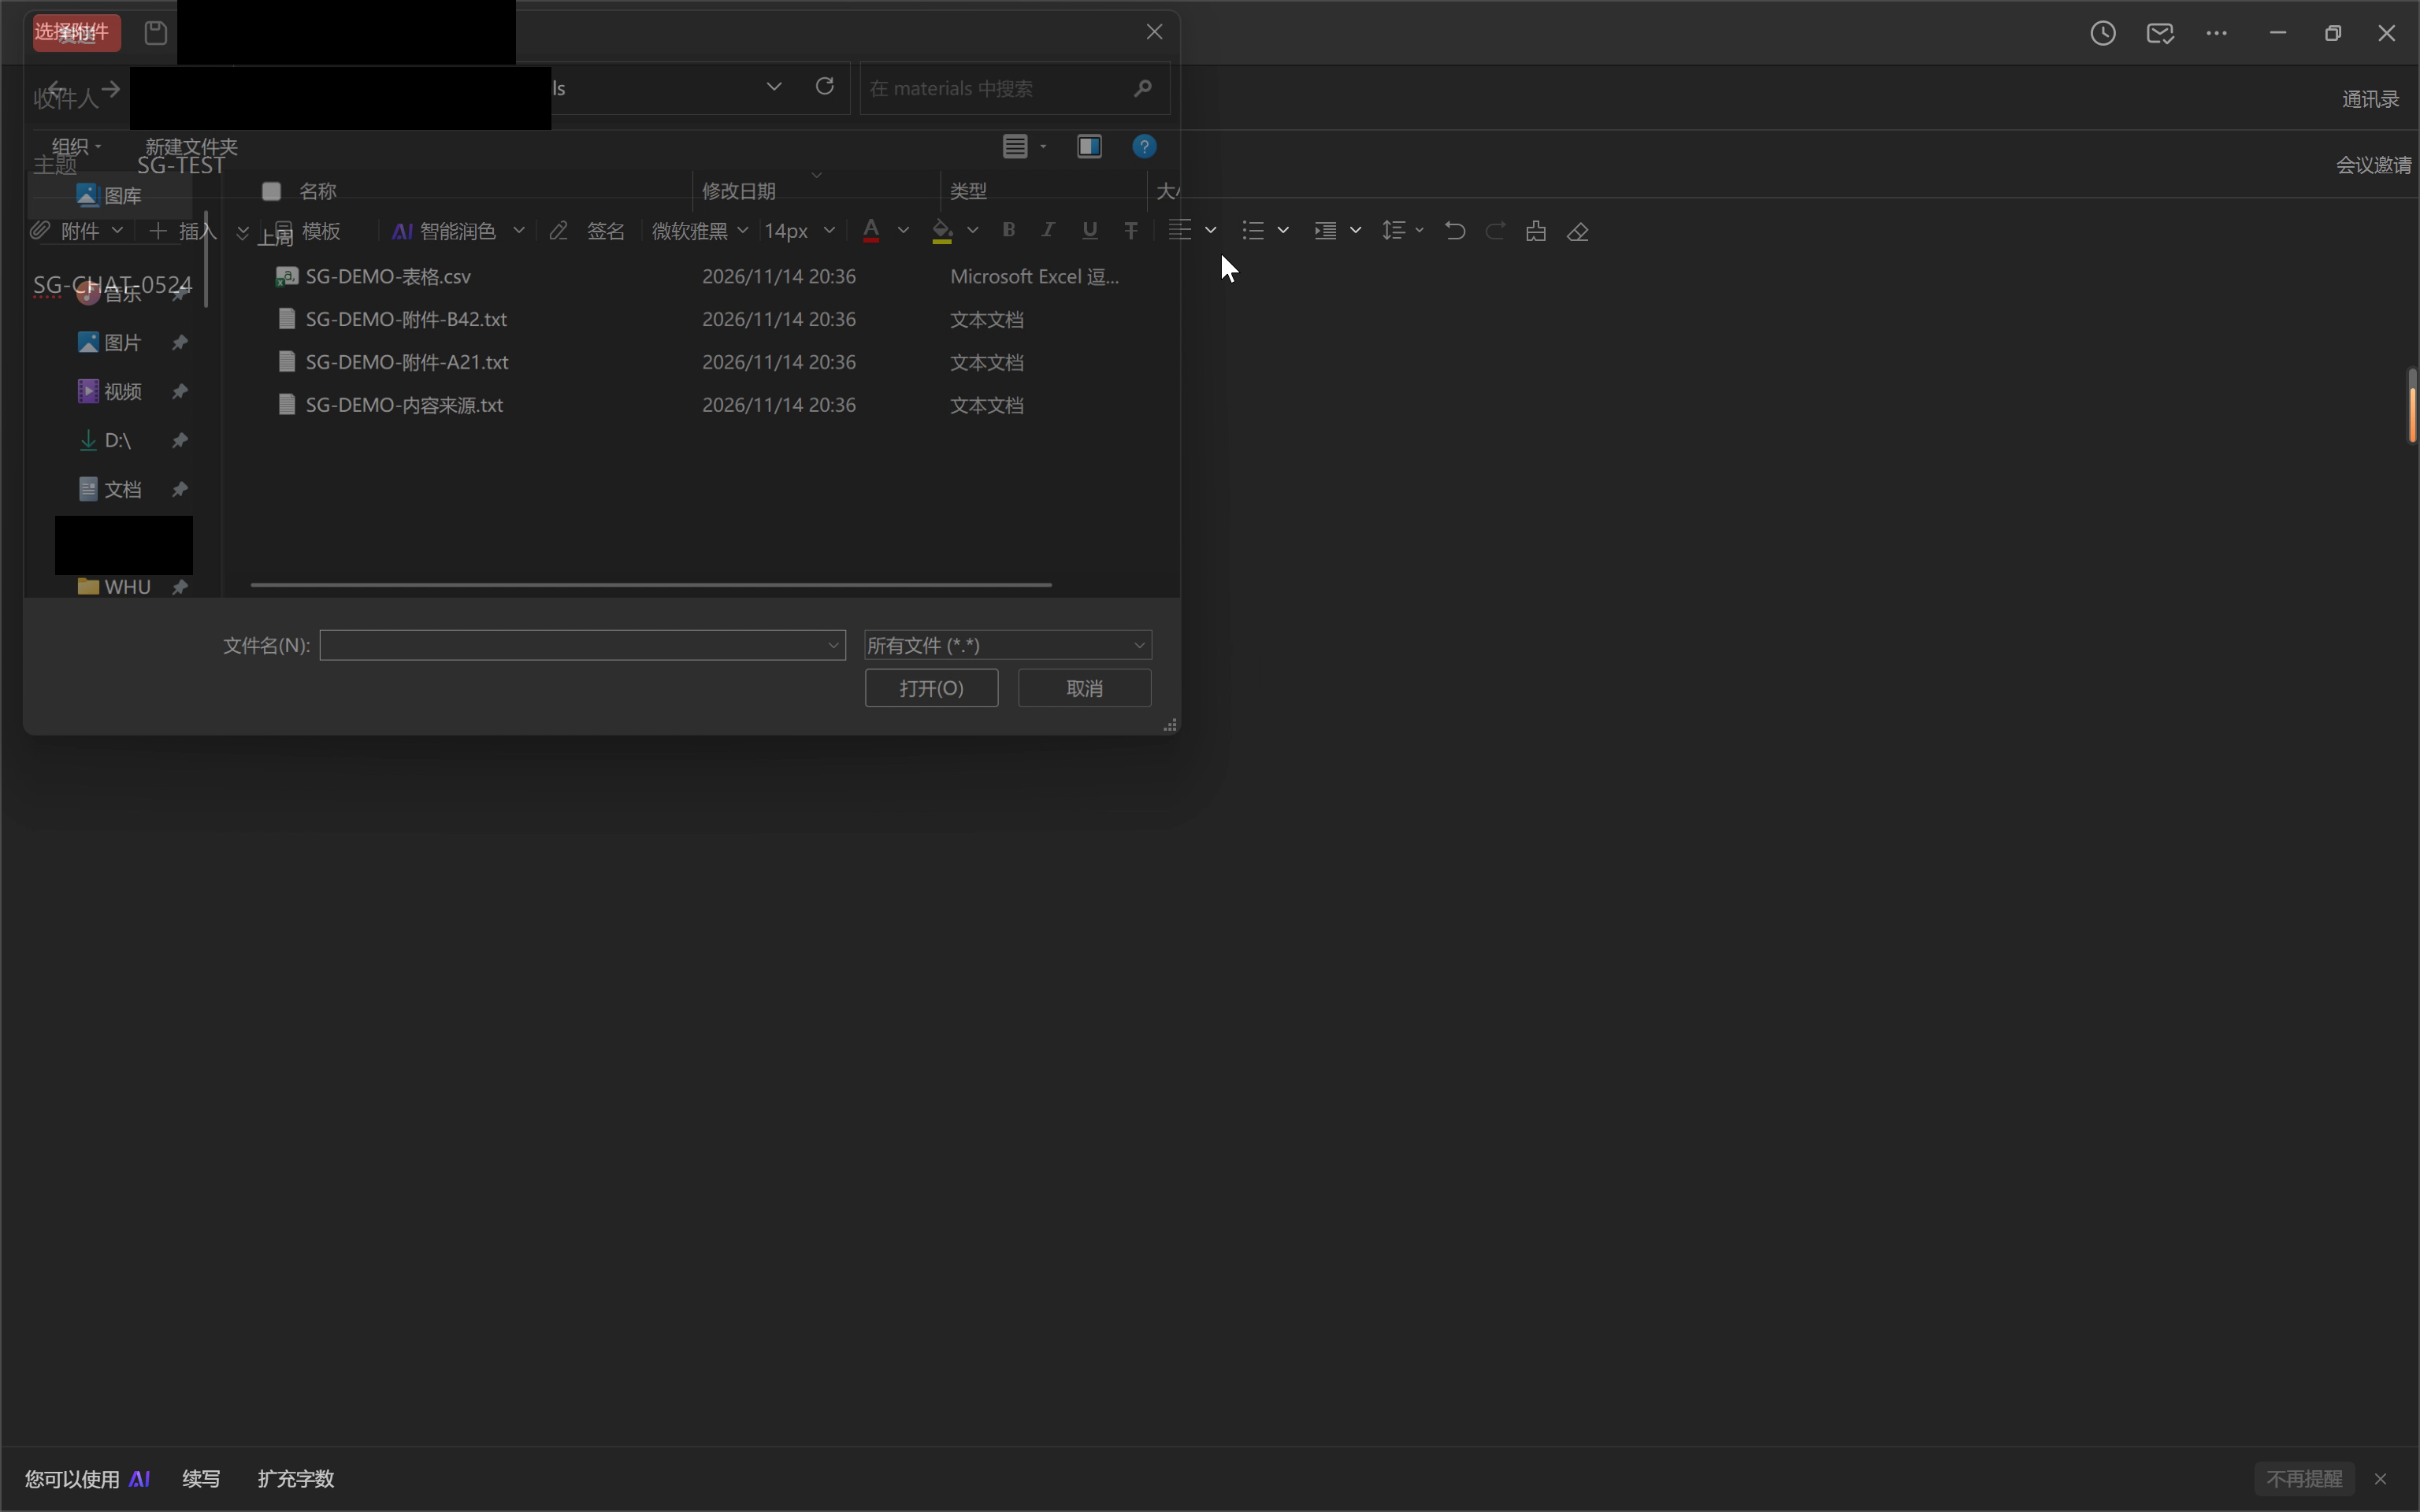 选择附件
ls
在 materials 中搜索
收件人
通讯录
组织
新建文件夹
主题
SG-TEST
会议邀请
图库
名称
修改日期
类型
附件
插入
上周
模板
AI 智能润色
签名
微软雅黑
14px
SG-DEMO-表格.csv
2026/11/14 20:36
Microsoft Excel 逗...
SG-CHAT-0524
音乐
SG-DEMO-附件-B42.txt
2026/11/14 20:36
文本文档
图片
SG-DEMO-附件-A21.txt
2026/11/14 20:36
文本文档
视频
SG-DEMO-内容来源.txt
2026/11/14 20:36
文本文档
D:\
文档
WHU
文件名(N):
所有文件 (*.*)
打开(O)
取消
您可以使用 AI
续写
扩充字数
不再提醒